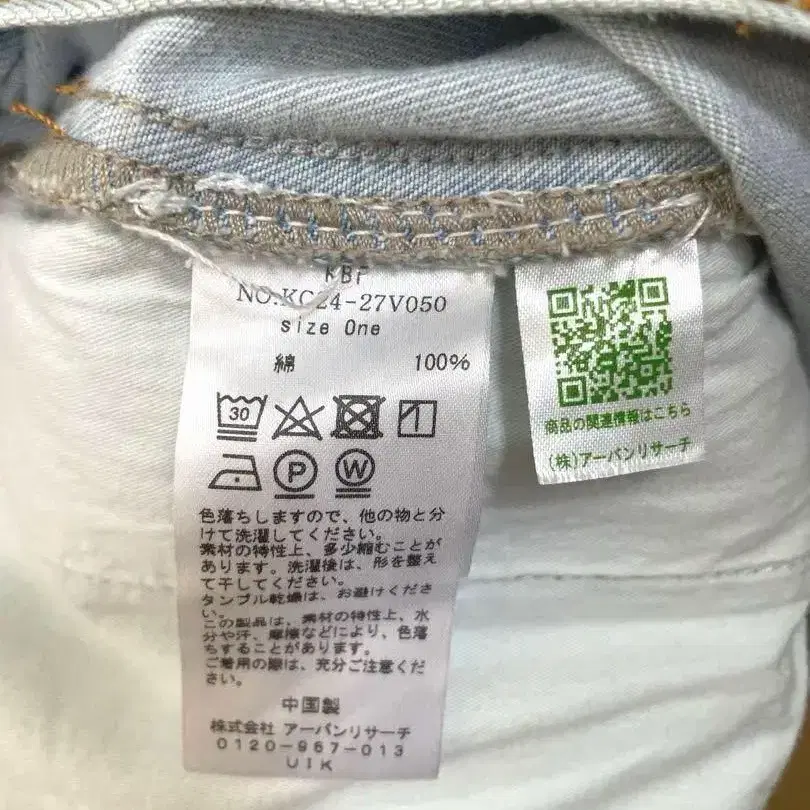 KBF
NO.KC24-27V050
size One
綿 100%
30
P W
色落ちしますので、他の物と分
けて洗濯してください。
素材の特性上、多少縮むことが
あります。洗濯後は、形を整え
て干してください。
タンブル乾燥は、お避けくださ
い。
この製品は、素材の特性上、水
分や汗、摩擦などにより、色落
ちすることがあります。
ご着用の際は、充分ご注意くだ
さい。
中国製
株式会社 アーバンリサーチ
0120-967-013
UIK
商品の関連情報はこちら
(株)アーバンリサーチ